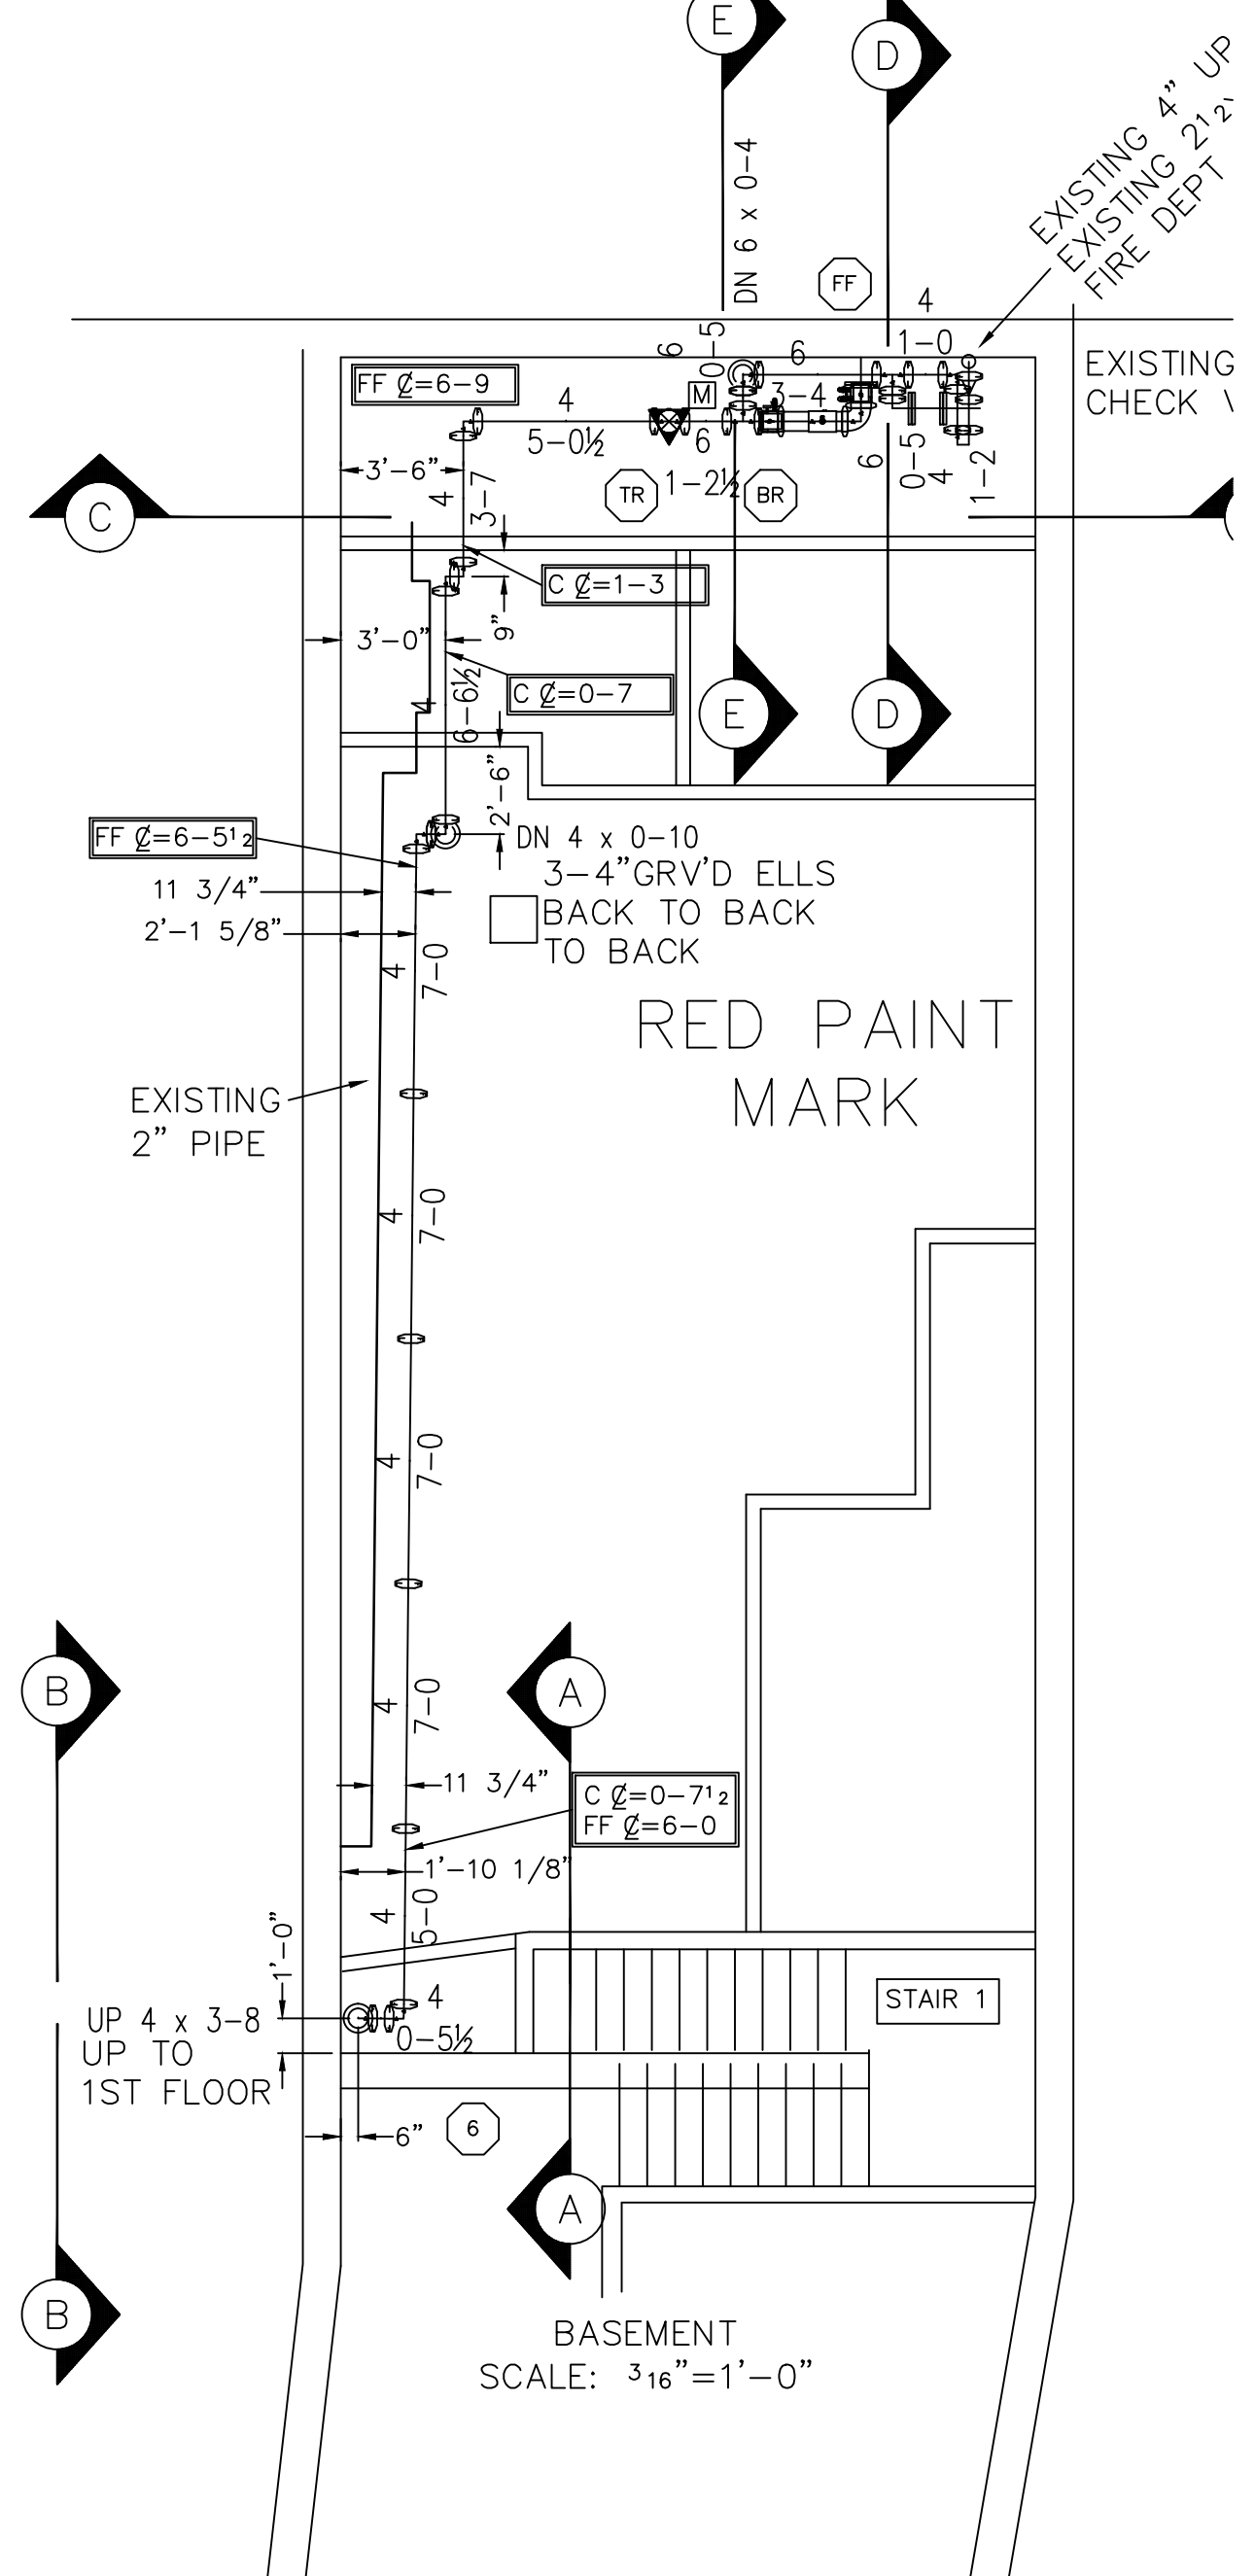 E
D
EXISTING 4” UP
EXISTING 2½
FIRE DEPT
DN 6 x 0-4
FF
4
1-0
0-5
6
6
EXISTING
CHECK
FF ℄=6-9
M
3-4
4
5-0½
6
6
0-5
4
1-2
3'-6"
4
3-7
TR
1-2½
BR
C
C ℄=1-3
9"
3'-0"
C ℄=0-7
4
6-6½
E
D
2'-6"
FF ℄=6-5½
DN 4 x 0-10
3-4"GRV'D ELLS
BACK TO BACK
TO BACK
11 3/4"
2'-1 5/8"
4
7-0
RED PAINT
MARK
EXISTING
2" PIPE
4
7-0
4
7-0
B
A
4
7-0
11 3/4"
C ℄=0-7½
FF ℄=6-0
1'-10 1/8"
4
5-0
1'-0"
STAIR 1
4
0-5½
UP 4 x 3-8
UP TO
1ST FLOOR
6"
6
A
B
BASEMENT
SCALE: 3⁄16"=1'-0"